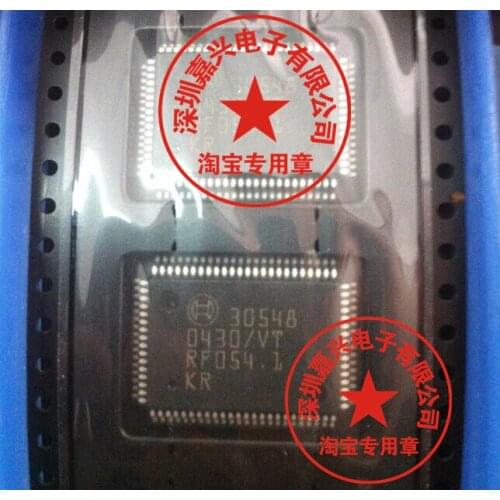 深圳嘉兴电子有限公司
淘宝专用章
30548
0430/VT
RF054.1
KR
深圳嘉兴电子有限公司
淘宝专用章